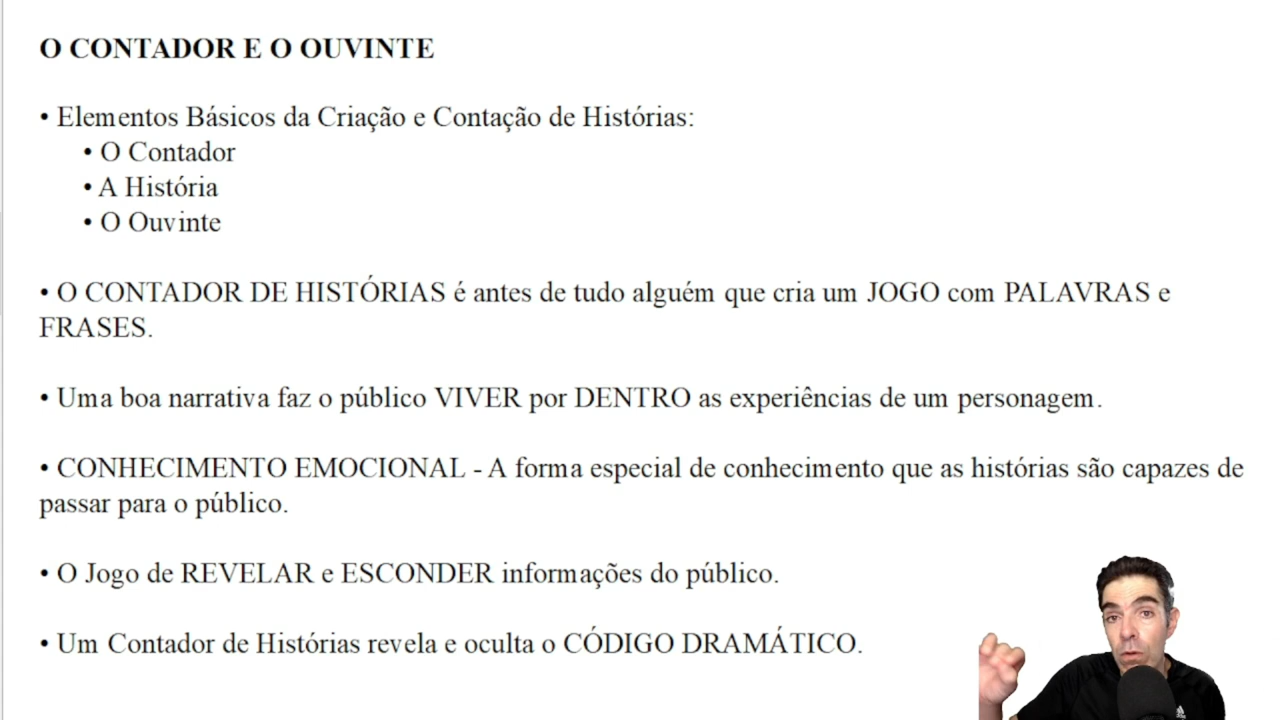 O CONTADOR E O OUVINTE
• Elementos Básicos da Criação e Contação de Histórias:
• O Contador
• A História
• O Ouvinte
• O CONTADOR DE HISTÓRIAS é antes de tudo alguém que cria um JOGO com PALAVRAS e
FRASES.
• Uma boa narrativa faz o público VIVER por DENTRO as experiências de um personagem.
• CONHECIMENTO EMOCIONAL - A forma especial de conhecimento que as histórias são capazes de
passar para o público.
• O Jogo de REVELAR e ESCONDER informações do público.
• Um Contador de Histórias revela e oculta o CÓDIGO DRAMÁTICO.